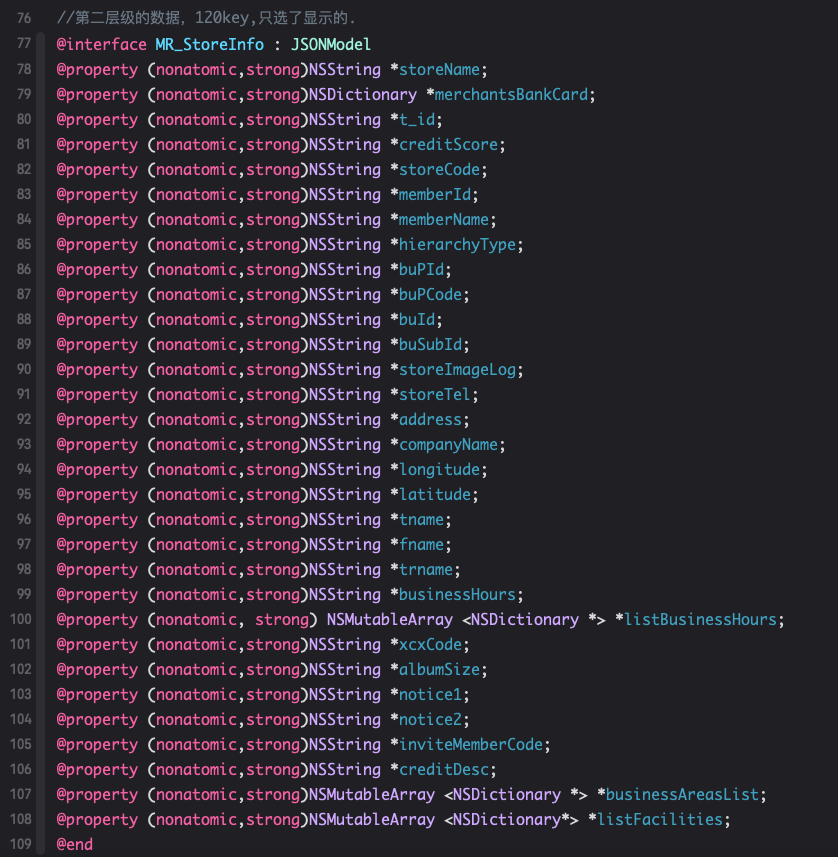 76 //第二层级的数据, 120key,只选了显示的.
77 @interface MR_StoreInfo : JSONModel
78 @property (nonatomic,strong)NSString *storeName;
79 @property (nonatomic,strong)NSDictionary *merchantsBankCard;
80 @property (nonatomic,strong)NSString *t_id;
81 @property (nonatomic,strong)NSString *creditScore;
82 @property (nonatomic,strong)NSString *storeCode;
83 @property (nonatomic,strong)NSString *memberId;
84 @property (nonatomic,strong)NSString *memberName;
85 @property (nonatomic,strong)NSString *hierarchyType;
86 @property (nonatomic,strong)NSString *buPId;
87 @property (nonatomic,strong)NSString *buPCode;
88 @property (nonatomic,strong)NSString *buId;
89 @property (nonatomic,strong)NSString *buSubId;
90 @property (nonatomic,strong)NSString *storeImageLog;
91 @property (nonatomic,strong)NSString *storeTel;
92 @property (nonatomic,strong)NSString *address;
93 @property (nonatomic,strong)NSString *companyName;
94 @property (nonatomic,strong)NSString *longitude;
95 @property (nonatomic,strong)NSString *latitude;
96 @property (nonatomic,strong)NSString *tname;
97 @property (nonatomic,strong)NSString *fname;
98 @property (nonatomic,strong)NSString *trname;
99 @property (nonatomic,strong)NSString *businessHours;
100 @property (nonatomic, strong) NSMutableArray <NSDictionary *> *listBusinessHours;
101 @property (nonatomic,strong)NSString *xcxCode;
102 @property (nonatomic,strong)NSString *albumSize;
103 @property (nonatomic,strong)NSString *notice1;
104 @property (nonatomic,strong)NSString *notice2;
105 @property (nonatomic,strong)NSString *inviteMemberCode;
106 @property (nonatomic,strong)NSString *creditDesc;
107 @property (nonatomic,strong)NSMutableArray <NSDictionary *> *businessAreasList;
108 @property (nonatomic,strong)NSMutableArray <NSDictionary*> *listFacilities;
109 @end